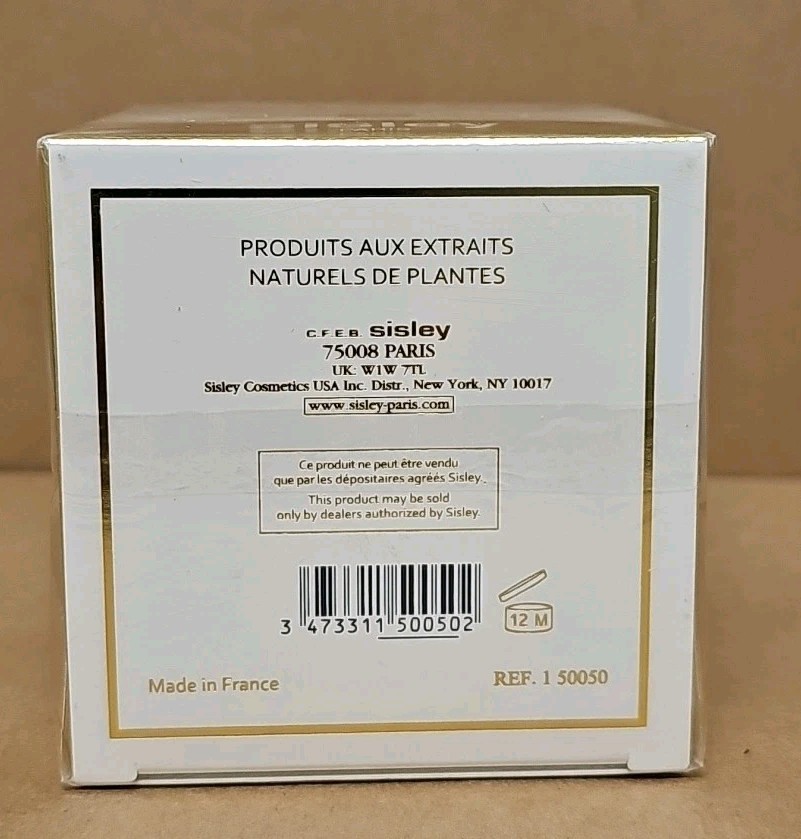 sisley
PRODUITS AUX EXTRAITS
NATURELS DE PLANTES
C.F.E.B. sisley
75008 PARIS
UK: W1W 7TL
Sisley Cosmetics USA Inc. Distr., New York, NY 10017
www.sisley-paris.com
Ce produit ne peut être vendu
que par les dépositaires agréés Sisley.
This product may be sold
only by dealers authorized by Sisley.
3 473311 500502
12 M
Made in France
REF. 1 50050